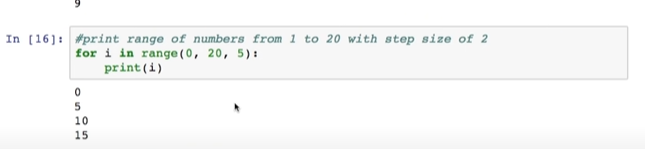 9
In [16]: #print range of numbers from 1 to 20 with step size of 2
for i in range(0, 20, 5):
    print(i)
0
5
10
15